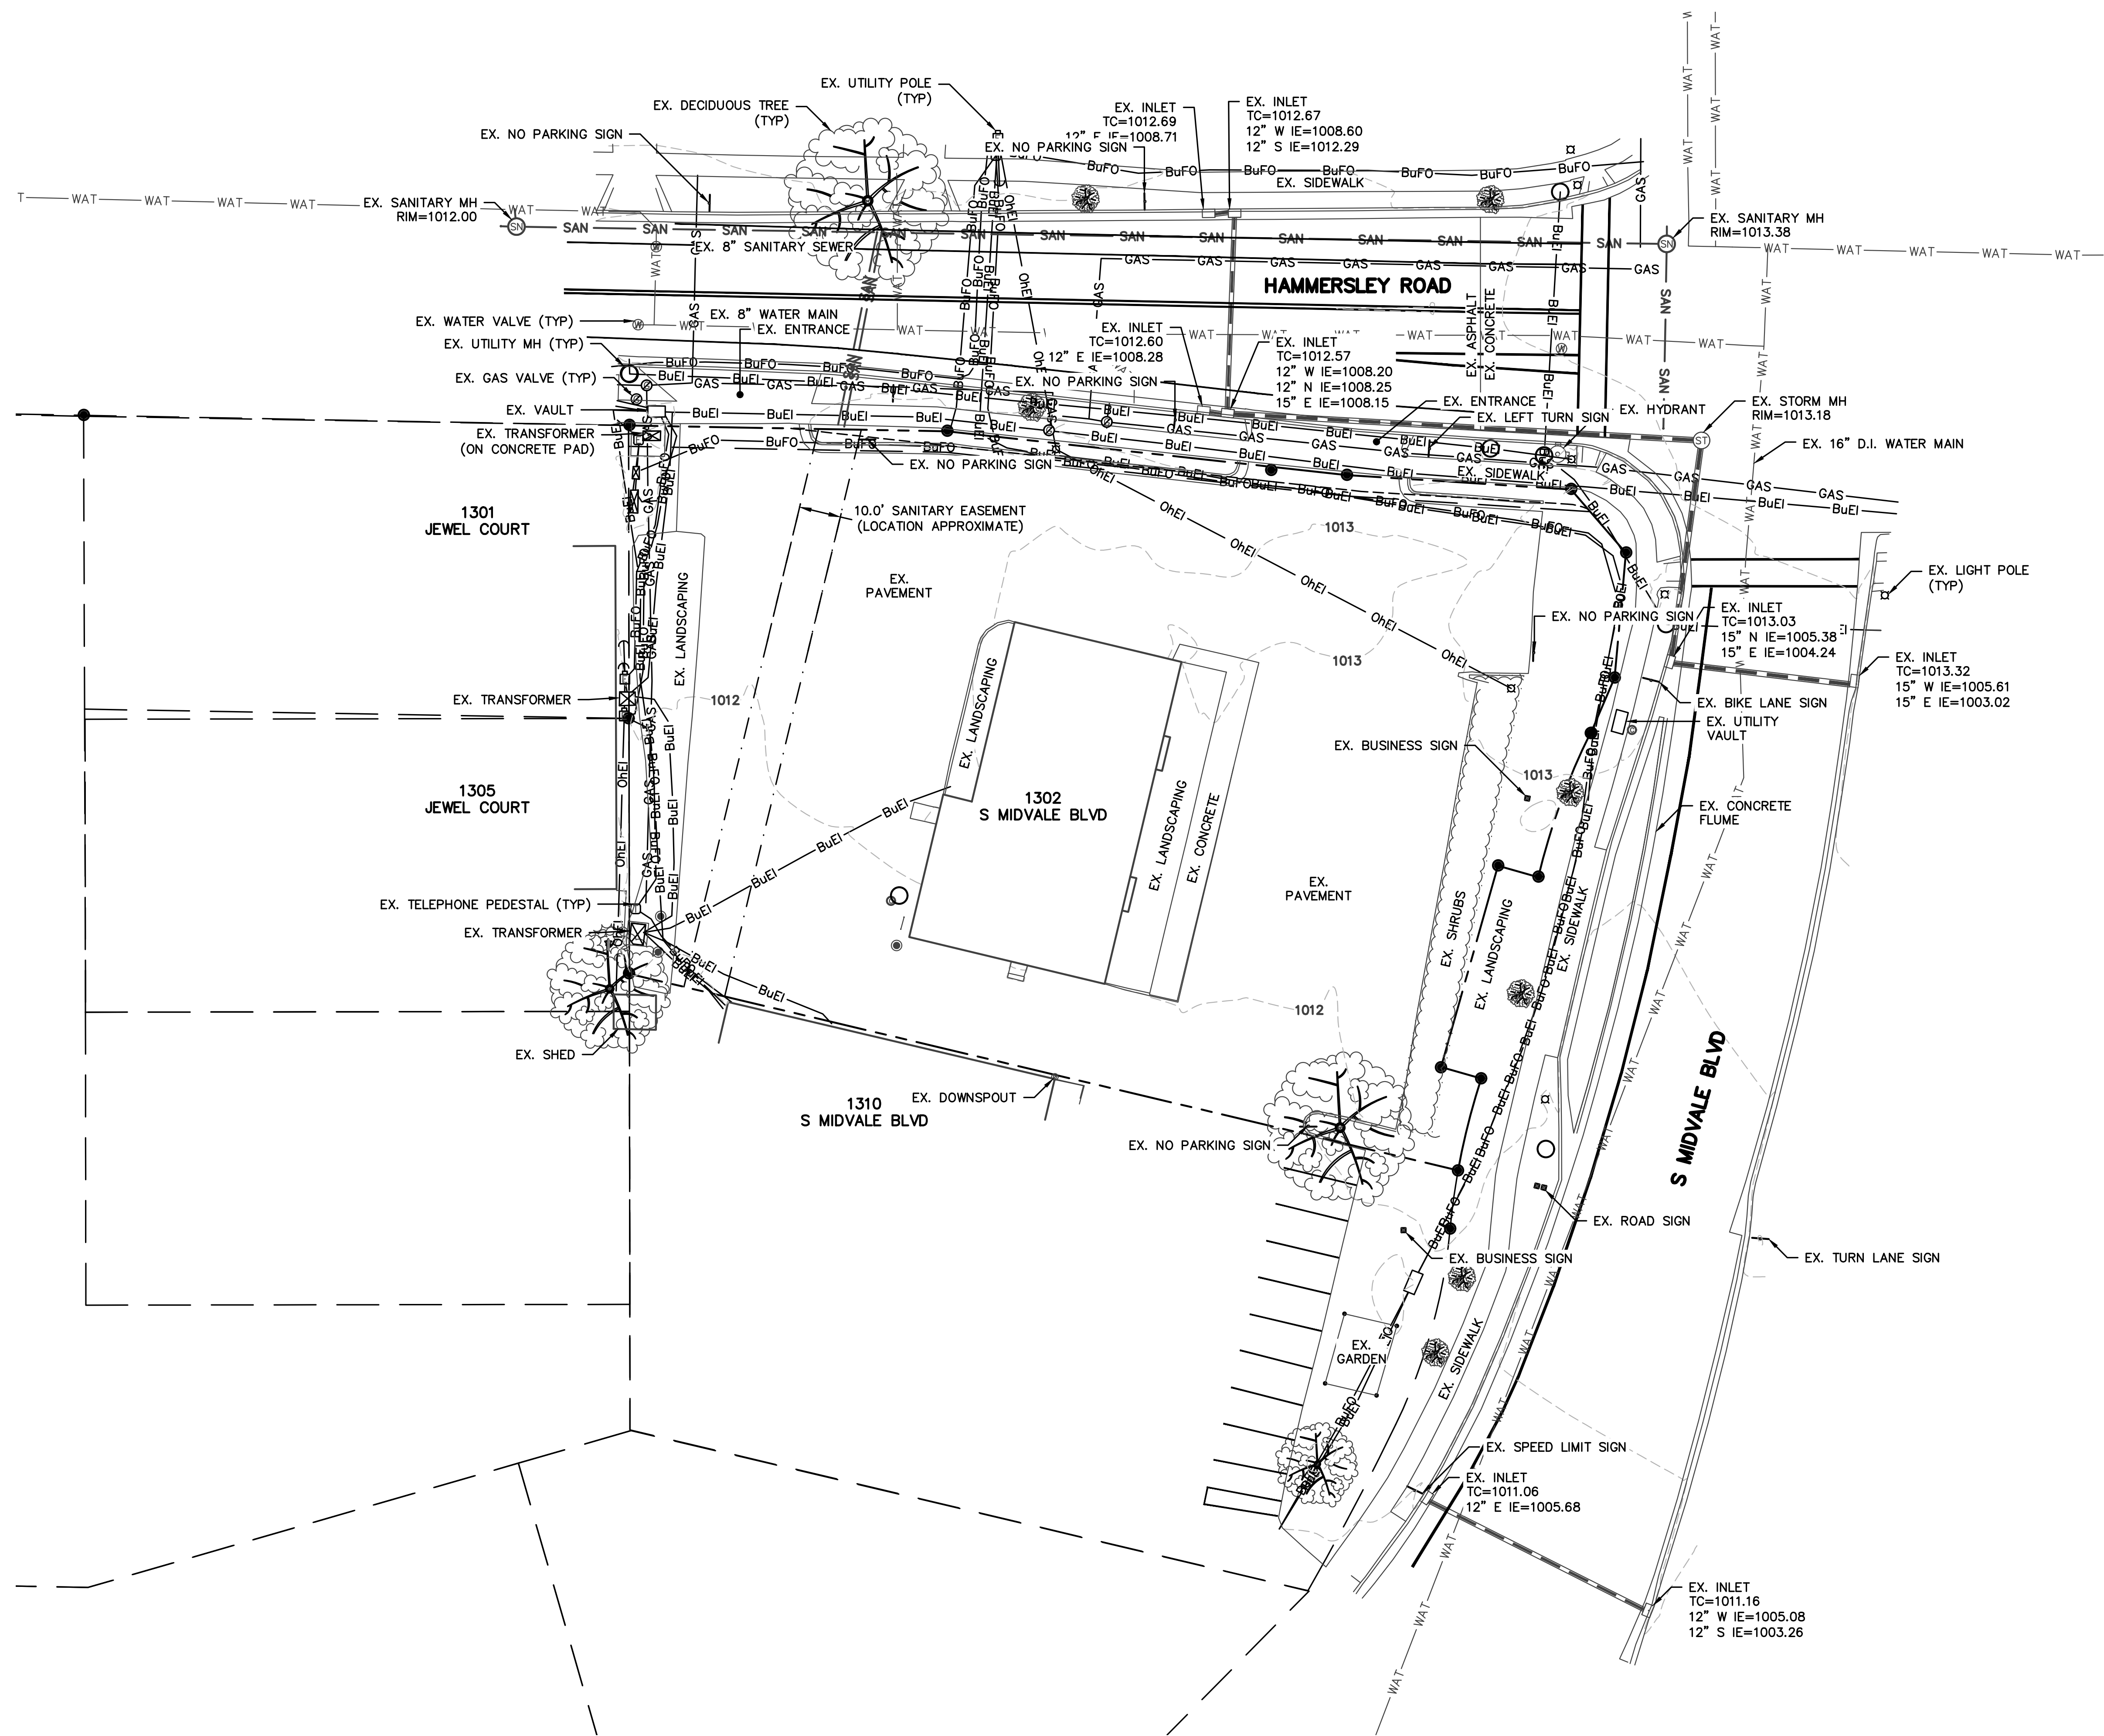 EX. UTILITY POLE
(TYP)
EX. DECIDUOUS TREE
(TYP)
EX. NO PARKING SIGN
EX. INLET
TC=1012.69
12" E IE=1008.71
EX. INLET
TC=1012.67
12" W IE=1008.60
12" S IE=1012.29
EX. NO PARKING SIGN
EX. SIDEWALK
EX. SANITARY MH
RIM=1012.00
EX. SANITARY MH
RIM=1013.38
EX. 8" SANITARY SEWER
HAMMERSLEY ROAD
EX. ASPHALT
EX. CONCRETE
EX. WATER VALVE (TYP)
EX. 8" WATER MAIN
EX. ENTRANCE
EX. UTILITY MH (TYP)
EX. GAS VALVE (TYP)
EX. VAULT
EX. TRANSFORMER
(ON CONCRETE PAD)
EX. INLET
TC=1012.60
12" E IE=1008.28
EX. NO PARKING SIGN
EX. INLET
TC=1012.57
12" W IE=1008.20
12" N IE=1008.25
15" E IE=1008.15
EX. ENTRANCE
EX. LEFT TURN SIGN
EX. HYDRANT
EX. STORM MH
RIM=1013.18
EX. 16" D.I. WATER MAIN
EX. NO PARKING SIGN
EX. SIDEWALK
1301
JEWEL COURT
10.0' SANITARY EASEMENT
(LOCATION APPROXIMATE)
1013
EX.
PAVEMENT
EX. LANDSCAPING
EX. LIGHT POLE
(TYP)
EX. NO PARKING SIGN
EX. INLET
TC=1013.03
15" N IE=1005.38
15" E IE=1004.24
1013
EX. INLET
TC=1013.32
15" W IE=1005.61
15" E IE=1003.02
EX. TRANSFORMER
1012
EX. LANDSCAPING
EX. BIKE LANE SIGN
EX. UTILITY
VAULT
EX. BUSINESS SIGN
1013
1305
JEWEL COURT
1302
S MIDVALE BLVD
EX. LANDSCAPING
EX. CONCRETE
EX. CONCRETE
FLUME
EX.
PAVEMENT
EX. SHRUBS
EX. LANDSCAPING
EX. SIDEWALK
EX. TELEPHONE PEDESTAL (TYP)
EX. TRANSFORMER
1012
EX. SHED
1310
S MIDVALE BLVD
EX. DOWNSPOUT
EX. NO PARKING SIGN
S MIDVALE BLVD
EX. ROAD SIGN
EX. BUSINESS SIGN
EX. TURN LANE SIGN
EX.
GARDEN
EX. SIDEWALK
EX. SPEED LIMIT SIGN
EX. INLET
TC=1011.06
12" E IE=1005.68
EX. INLET
TC=1011.16
12" W IE=1005.08
12" S IE=1003.26